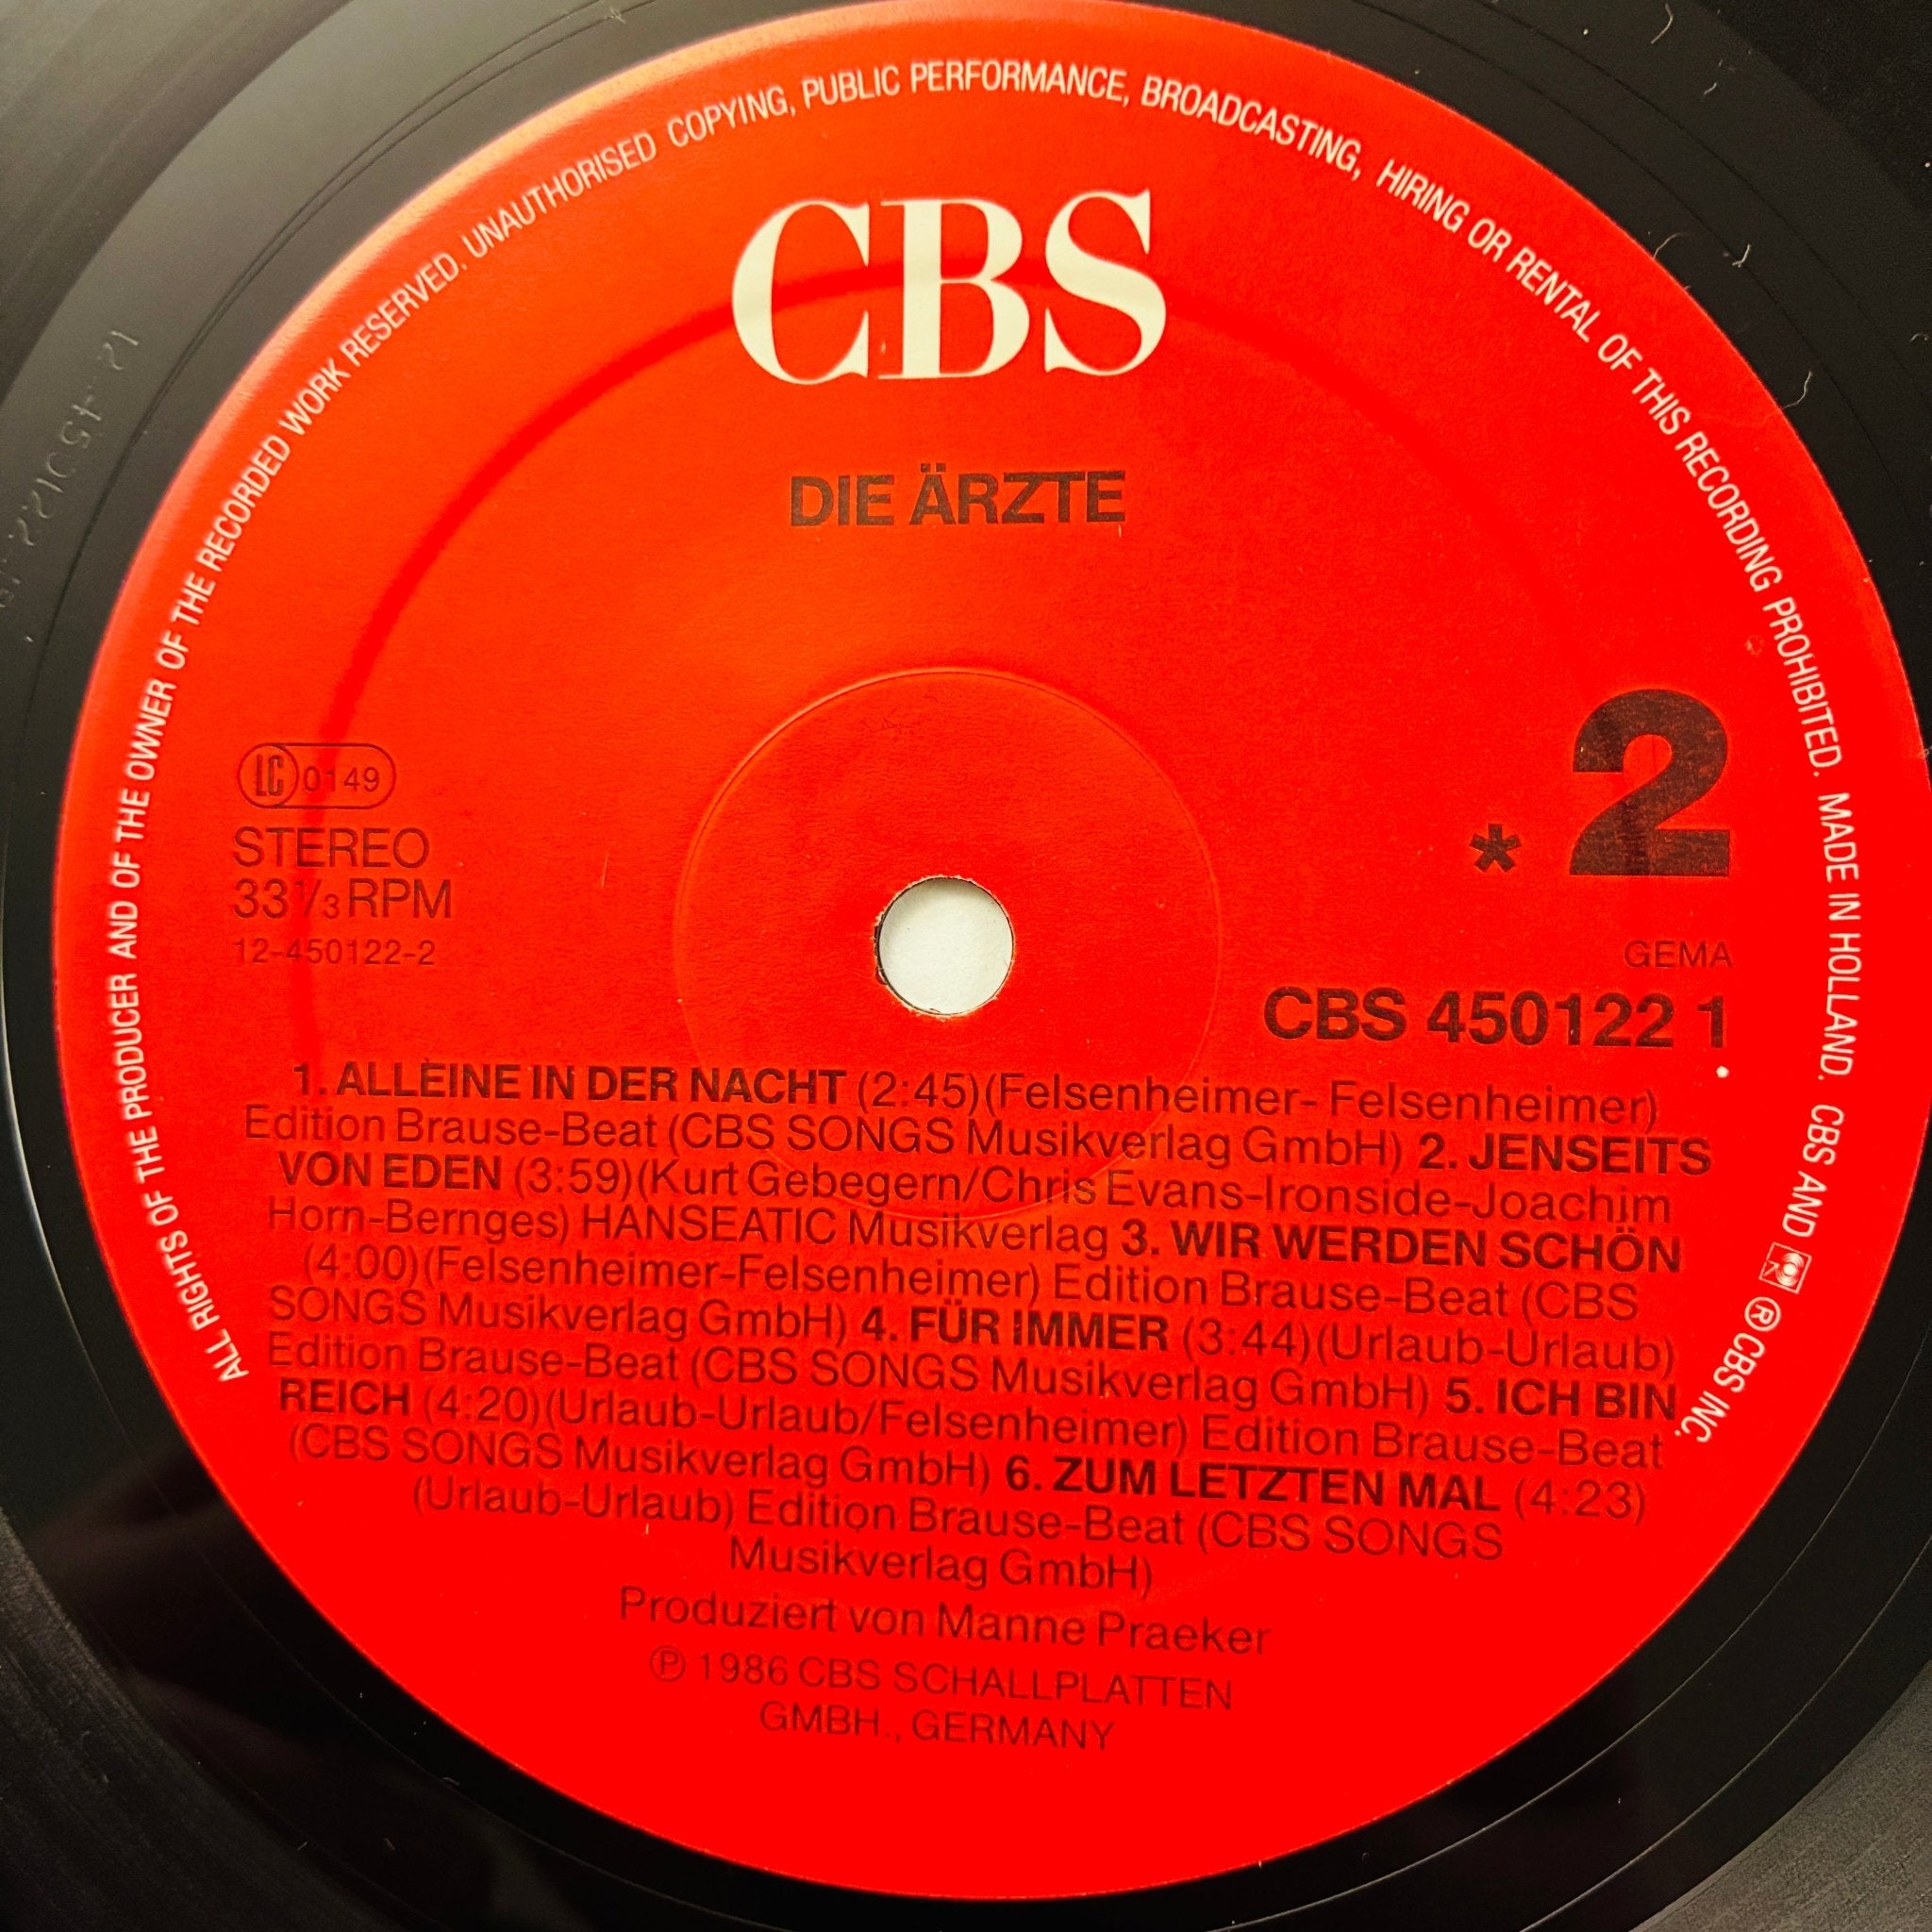 ALL RIGHTS OF THE PRODUCER AND OF THE OWNER OF THE RECORDED WORK RESERVED. UNAUTHORISED COPYING, PUBLIC PERFORMANCE, BROADCASTING, HIRING OR RENTAL OF THIS RECORDING PROHIBITED. MADE IN HOLLAND. CBS AND ® CBS INC.
CBS
DIE ÄRZTE
LC 0149
STEREO
33 1/3 RPM
12-450122-2
* 2
GEMA
CBS 450122 1
1. ALLEINE IN DER NACHT (2:45)(Felsenheimer- Felsenheimer)
Edition Brause-Beat (CBS SONGS Musikverlag GmbH) 2. JENSEITS
VON EDEN (3:59)(Kurt Gebegern/Chris Evans-Ironside-Joachim
Horn-Bernges) HANSEATIC Musikverlag 3. WIR WERDEN SCHÖN
(4:00)(Felsenheimer-Felsenheimer) Edition Brause-Beat (CBS
SONGS Musikverlag GmbH) 4. FÜR IMMER (3:44)(Urlaub-Urlaub)
Edition Brause-Beat (CBS SONGS Musikverlag GmbH) 5. ICH BIN
REICH (4:20)(Urlaub-Urlaub/Felsenheimer) Edition Brause-Beat
(CBS SONGS Musikverlag GmbH) 6. ZUM LETZTEN MAL (4:23)
(Urlaub-Urlaub) Edition Brause-Beat (CBS SONGS
Musikverlag GmbH)
Produziert von Manne Praeker
℗ 1986 CBS SCHALLPLATTEN
GMBH., GERMANY